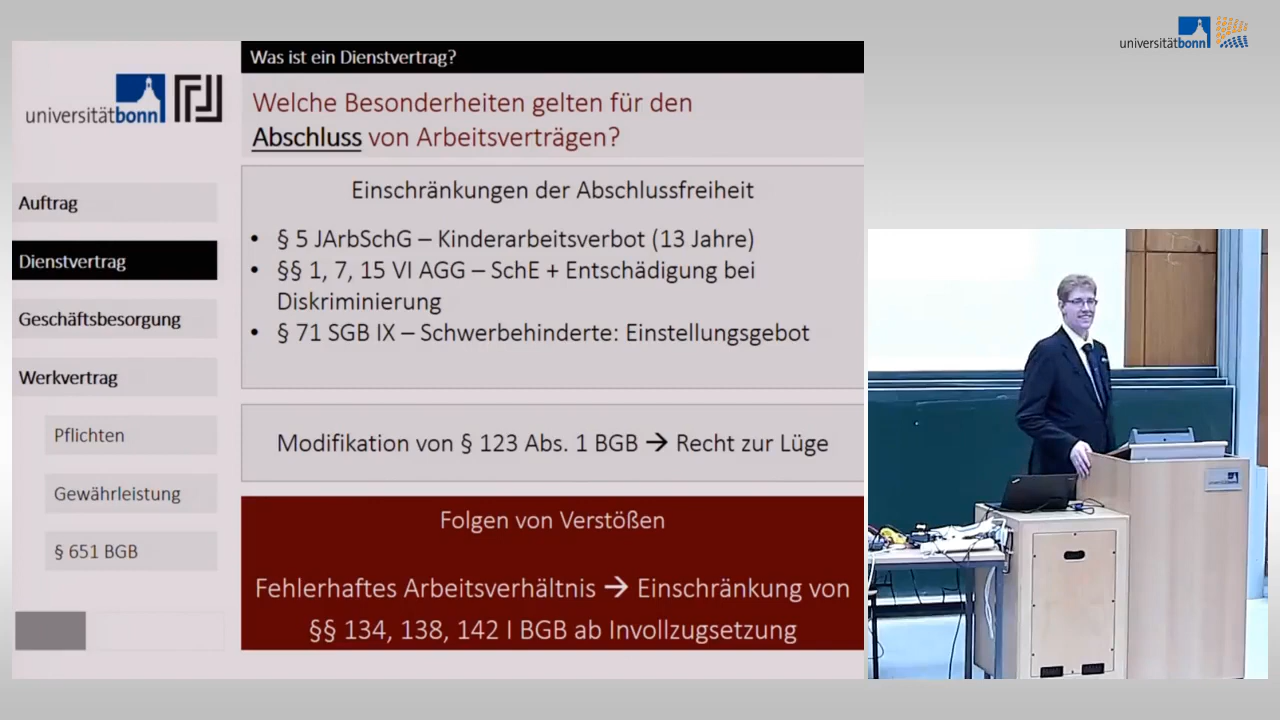 universitätbonn
Was ist ein Dienstvertrag?
universitätbonn
Welche Besonderheiten gelten für den
Abschluss von Arbeitsverträgen?
Auftrag
Dienstvertrag
Geschäftsbesorgung
Werkvertrag
Pflichten
Gewährleistung
§ 651 BGB
Einschränkungen der Abschlussfreiheit
• § 5 JArbSchG – Kinderarbeitsverbot (13 Jahre)
• §§ 1, 7, 15 VI AGG – SchE + Entschädigung bei
Diskriminierung
• § 71 SGB IX – Schwerbehinderte: Einstellungsgebot
Modifikation von § 123 Abs. 1 BGB → Recht zur Lüge
Folgen von Verstößen
Fehlerhaftes Arbeitsverhältnis → Einschränkung von
§§ 134, 138, 142 I BGB ab Invollzugsetzung